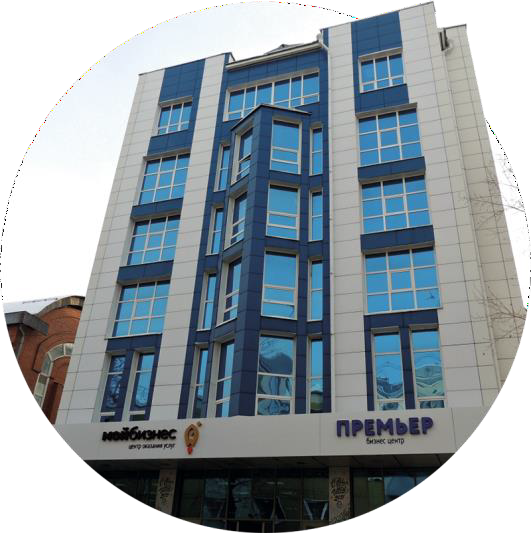 мойбизнес
центр оказания услуг
ПРЕМЬЕР
бизнес центр